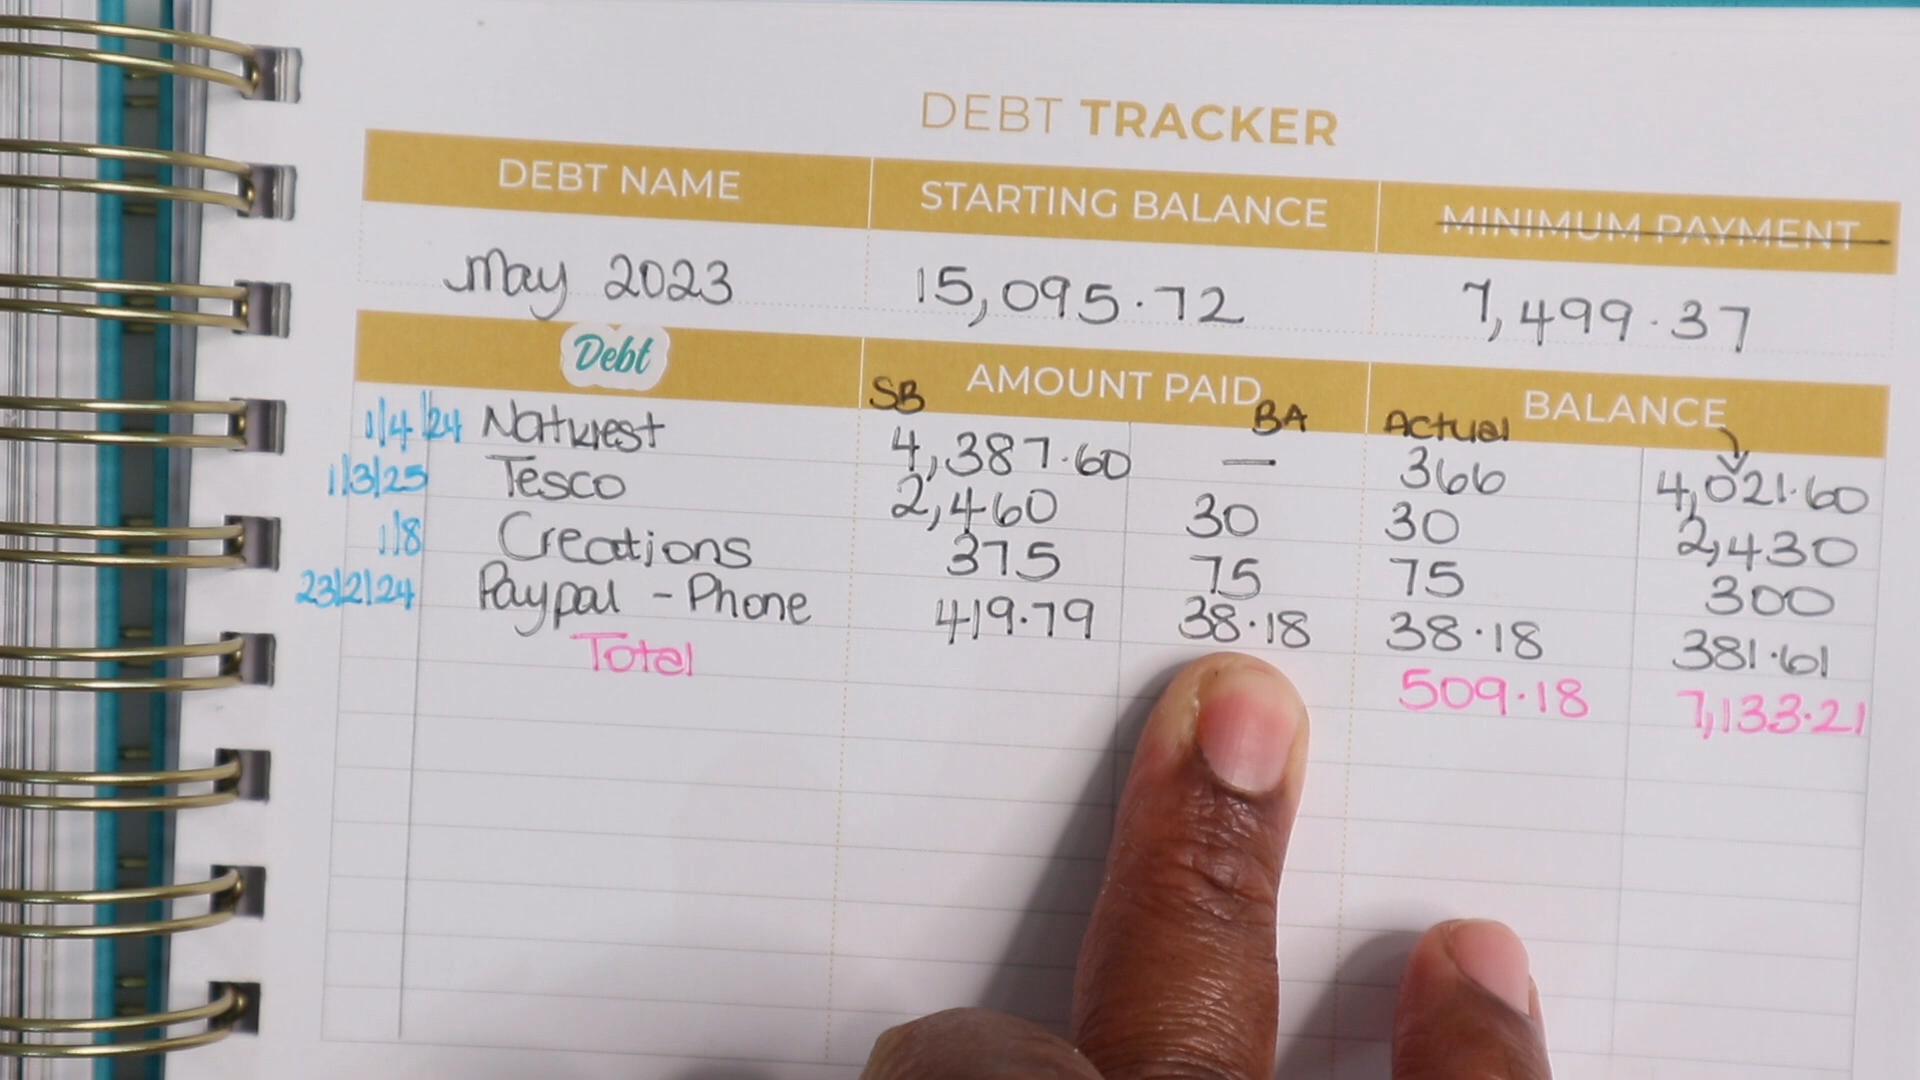 DEBT TRACKER
DEBT NAME STARTING BALANCE MINIMUM PAYMENT
May 2023 15,095.72 7,499.37
Debt AMOUNT PAID BALANCE
SB BA Actual
1/4/24 Natwest 4,387.60 — 366 4,021.60
1/3/25 Tesco 2,460 30 30 2,430
1/8 Creations 375 75 75 300
23/2/24 Paypal - Phone 419.79 38.18 38.18 381.61
Total 509.18 7,133.21